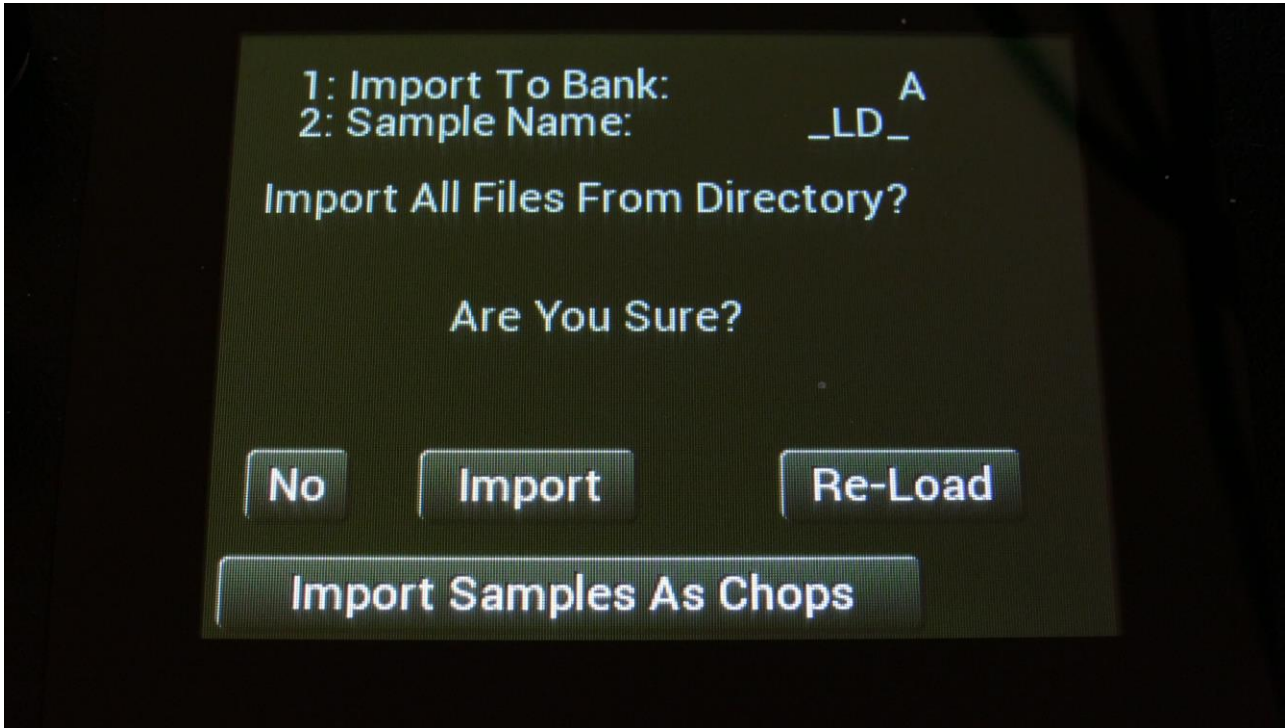 1: Import To Bank: A
2: Sample Name: _LD_
Import All Files From Directory?
Are You Sure?
No Import Re-Load
Import Samples As Chops